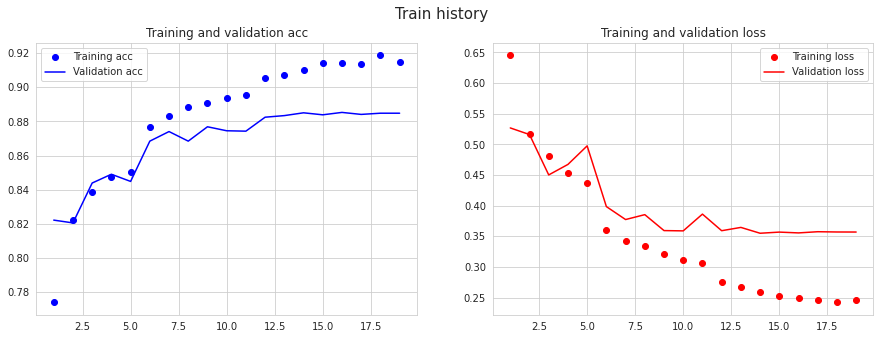 Train history
Training and validation acc
Training acc
Validation acc
0.92
0.90
0.88
0.86
0.84
0.82
0.80
0.78
2.5 5.0 7.5 10.0 12.5 15.0 17.5
Training and validation loss
Training loss
Validation loss
0.65
0.60
0.55
0.50
0.45
0.40
0.35
0.30
0.25
2.5 5.0 7.5 10.0 12.5 15.0 17.5